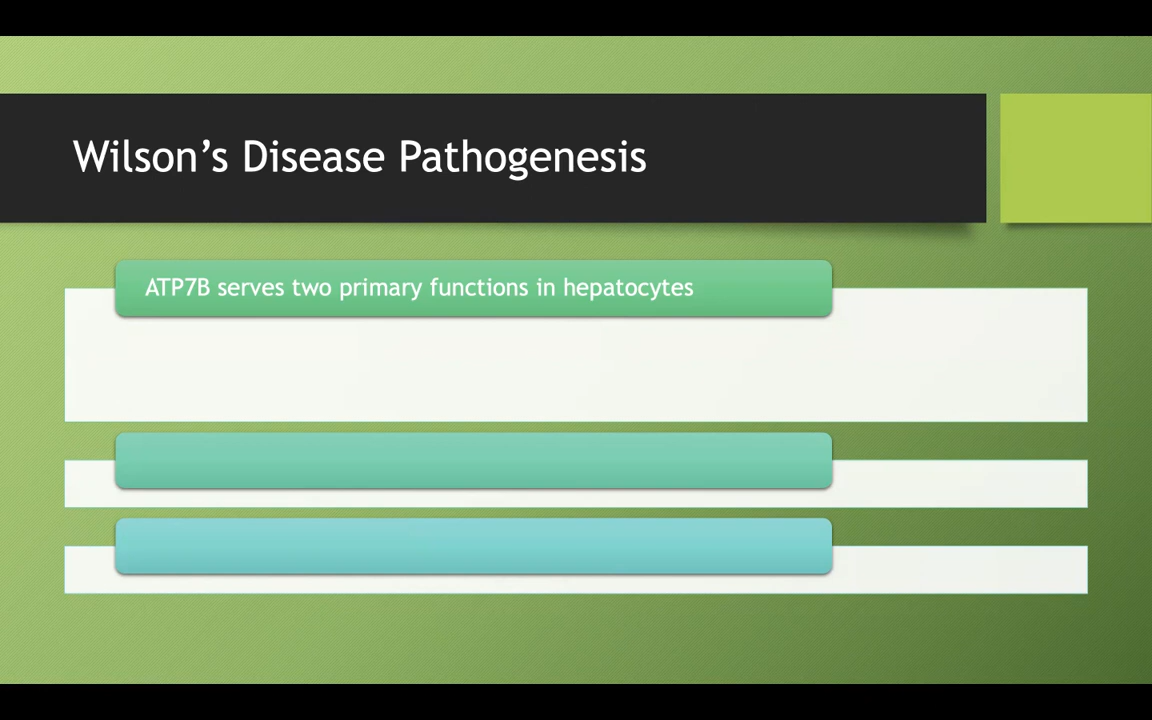 Wilson’s Disease Pathogenesis
ATP7B serves two primary functions in hepatocytes